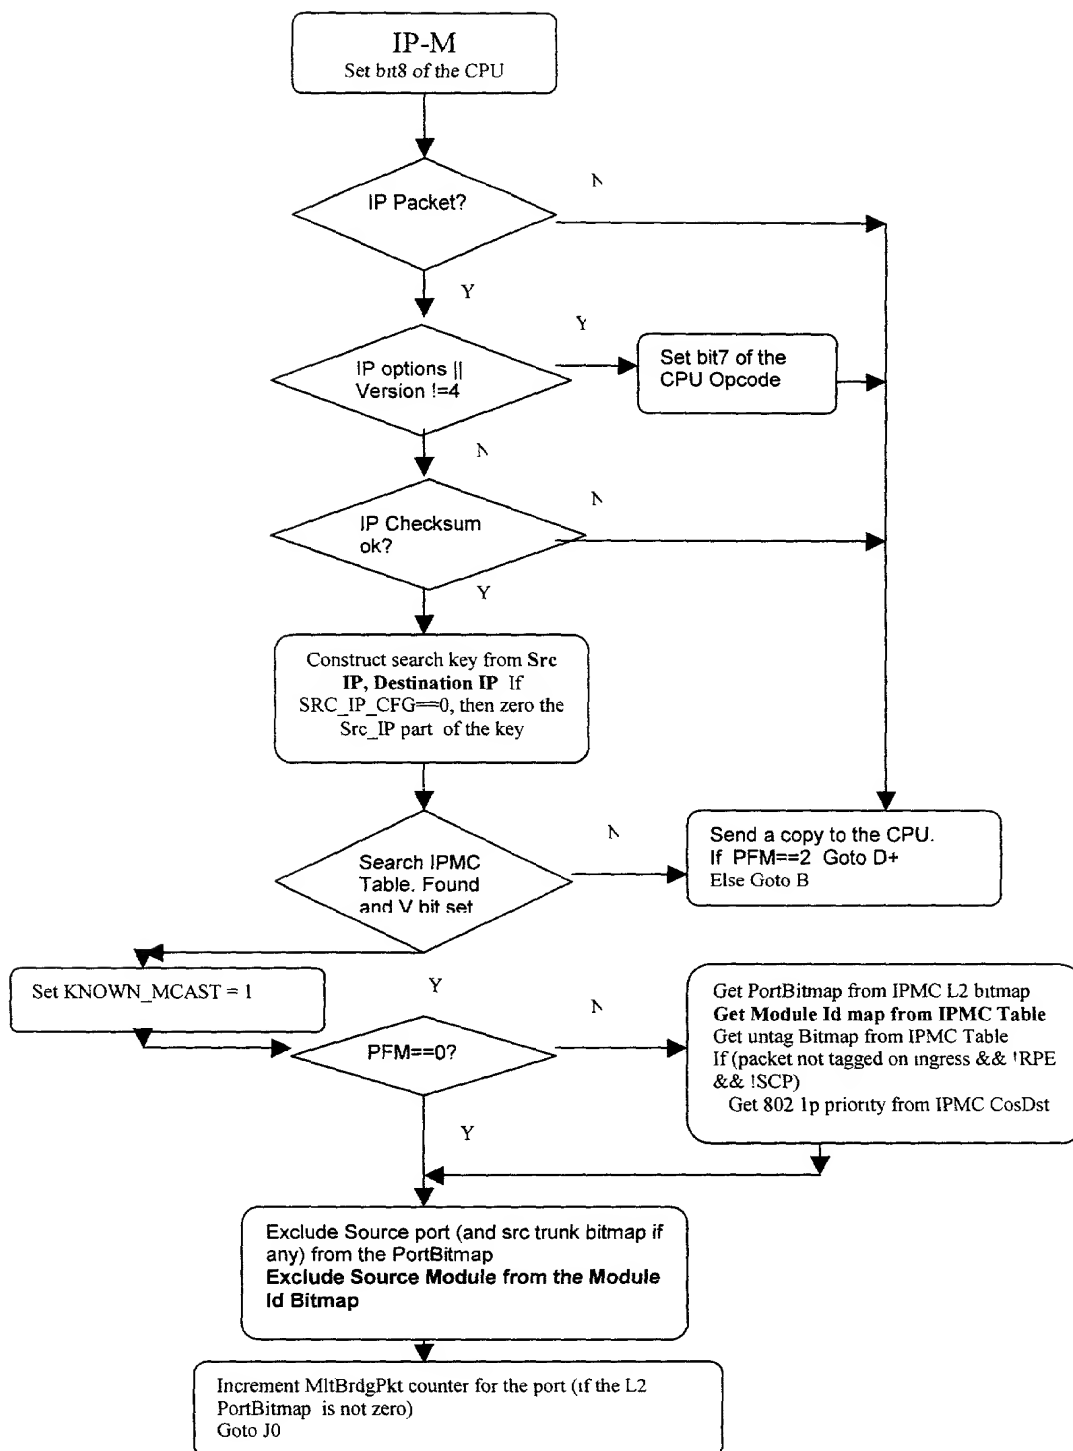 IP-M
Set bit8 of the CPU
IP Packet?
N
Y
IP options ||
Version !=4
Y
Set bit7 of the
CPU Opcode
N
IP Checksum
ok?
N
Y
Construct search key from Src
IP, Destination IP If
SRC_IP_CFG==0, then zero the
Src_IP part of the key
Search IPMC
Table. Found
and V bit set
N
Send a copy to the CPU.
If PFM==2 Goto D+
Else Goto B
Set KNOWN_MCAST = 1
Y
PFM==0?
N
Get PortBitmap from IPMC L2 bitmap
Get Module Id map from IPMC Table
Get untag Bitmap from IPMC Table
If (packet not tagged on ingress && !RPE
&& !SCP)
Get 802 1p priority from IPMC CosDst
Y
Exclude Source port (and src trunk bitmap if
any) from the PortBitmap
Exclude Source Module from the Module
Id Bitmap
Increment MltBrdgPkt counter for the port (if the L2
PortBitmap is not zero)
Goto J0